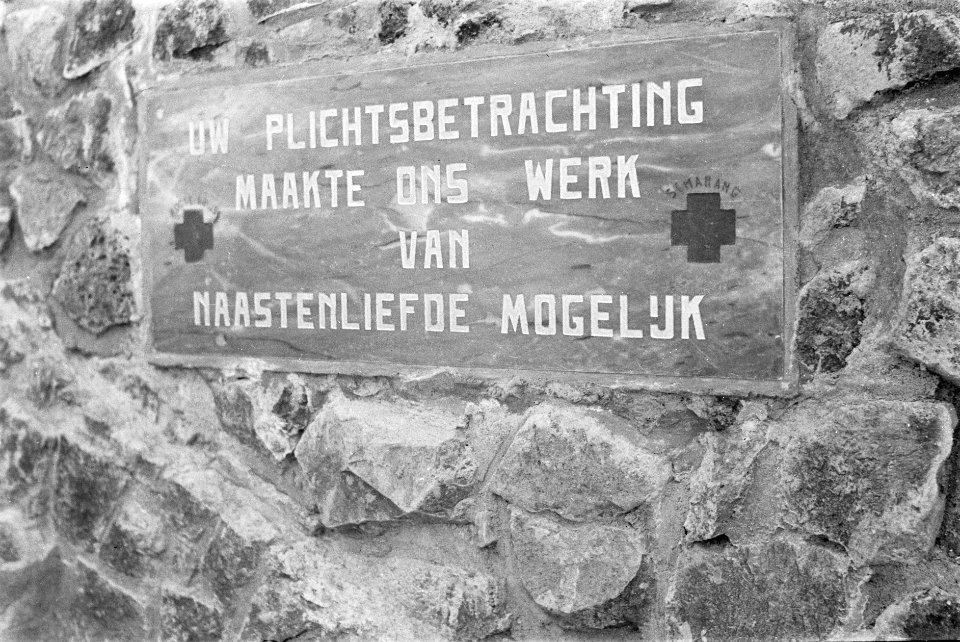 UW PLICHTSBETRACHTING
MAAKTE ONS WERK
SEMARANG
VAN
NAASTENLIEFDE MOGELIJK